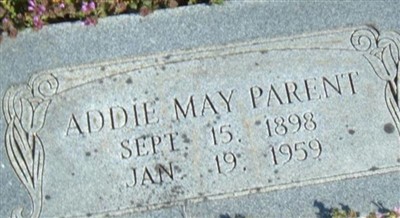 ADDIE MAY PARENT
SEPT. 15, 1898
JAN. 19, 1959